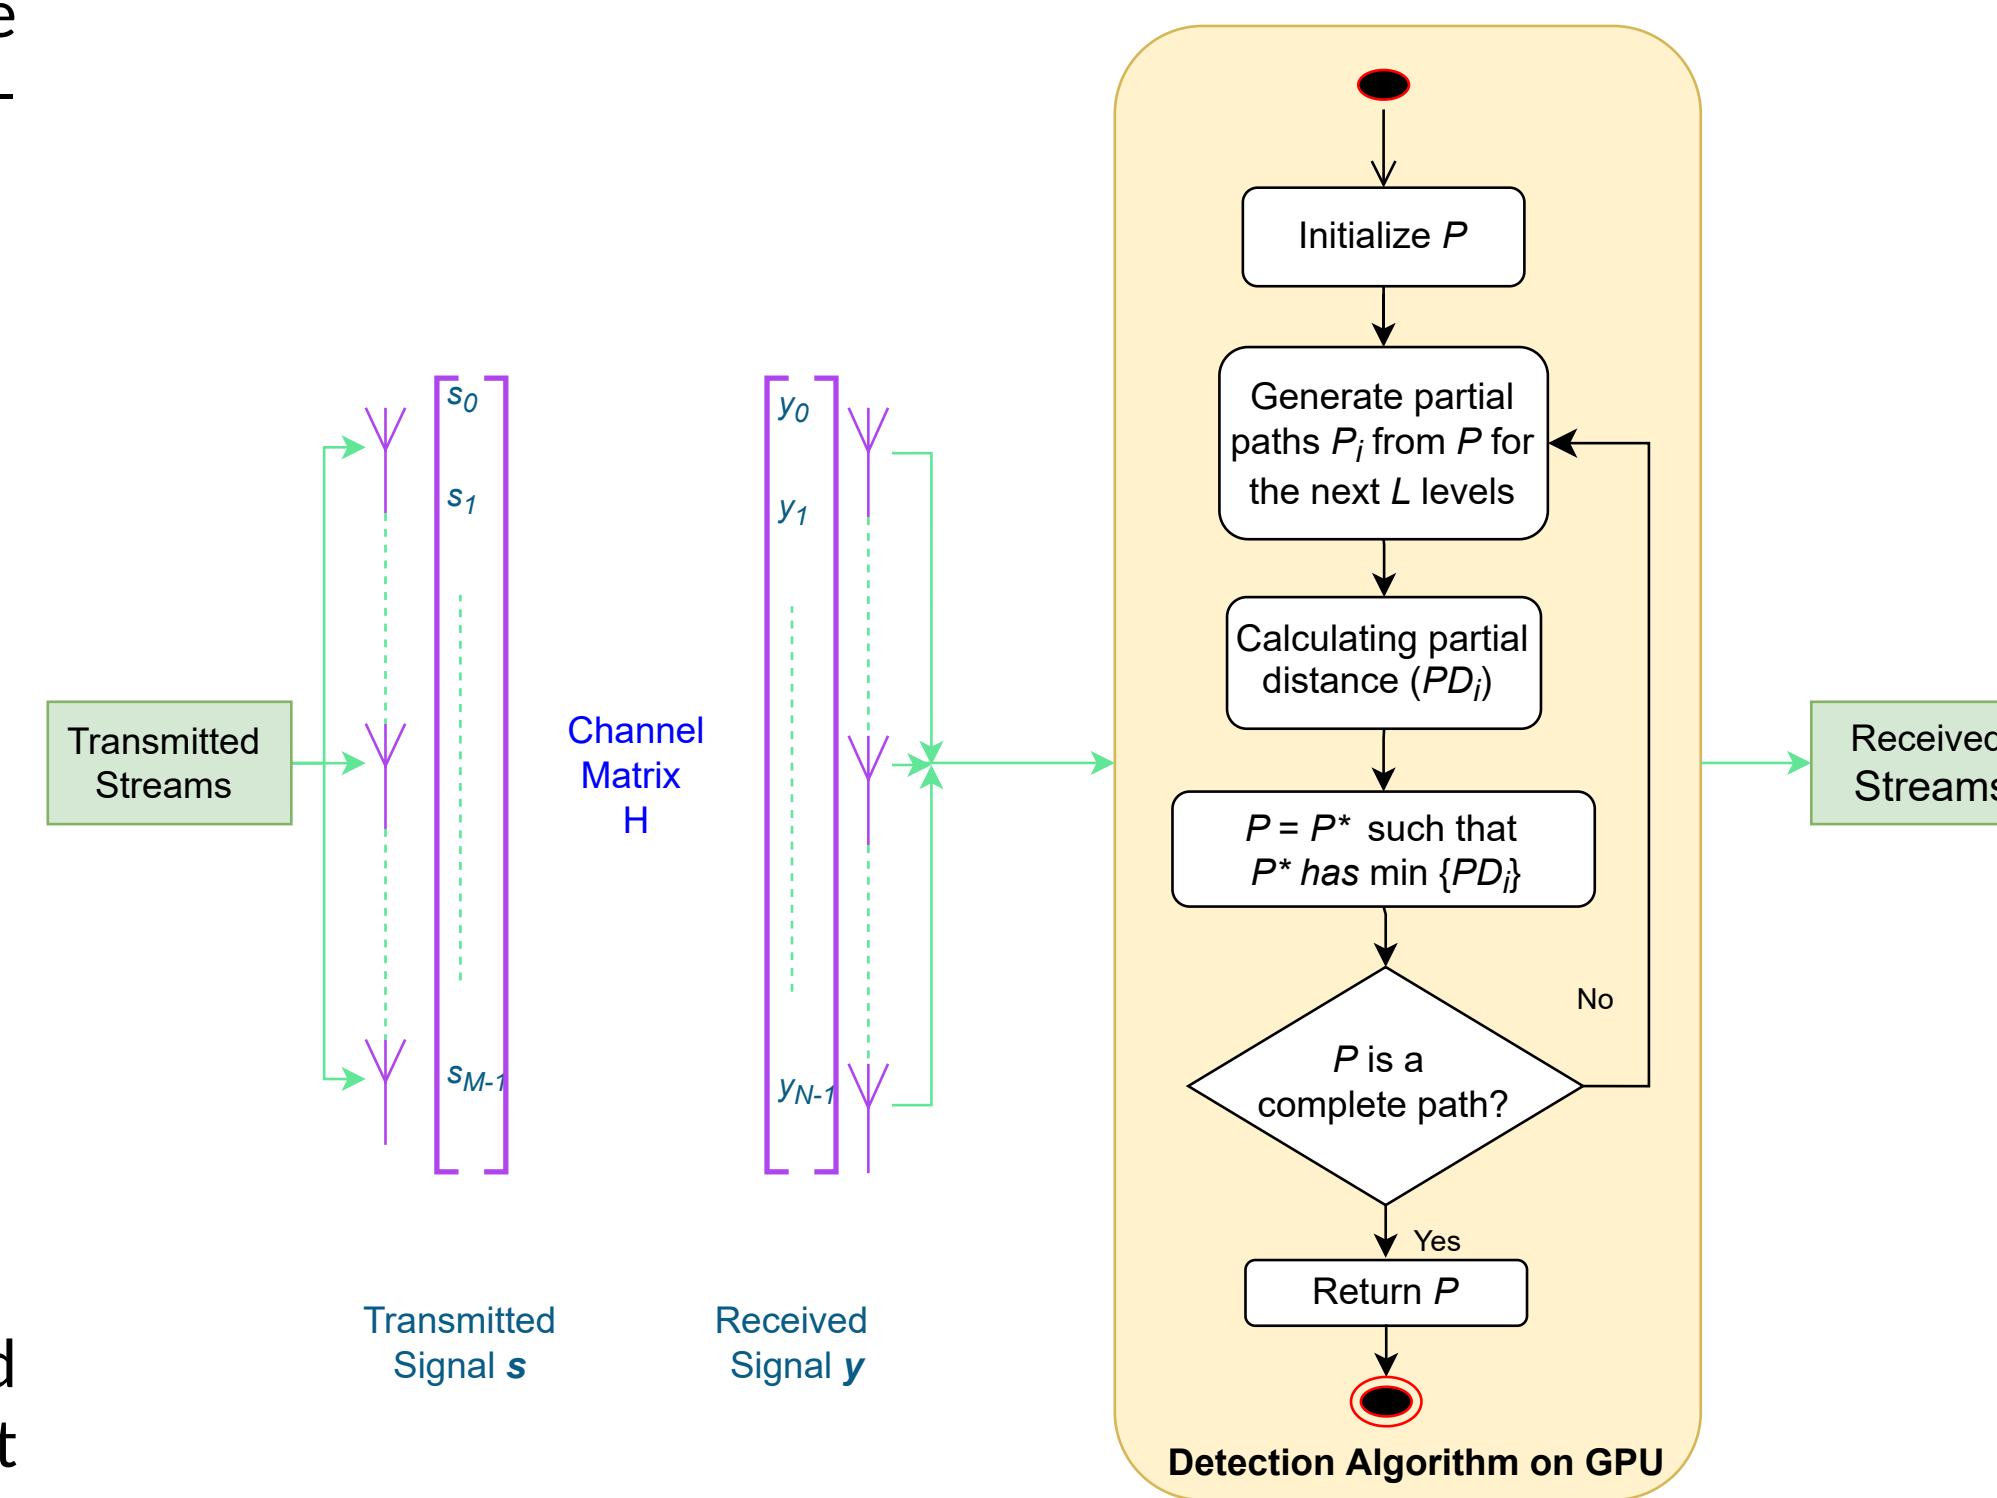 e
d
t
Transmitted
Streams
s0
s1
sM-1
Transmitted
Signal s
Channel
Matrix
H
y0
y1
yN-1
Received
Signal y
Initialize P
Generate partial
paths Pi from P for
the next L levels
Calculating partial
distance (PDi)
P = P* such that
P* has min {PDi}
P is a
complete path?
No
Yes
Return P
Detection Algorithm on GPU
Received
Streams